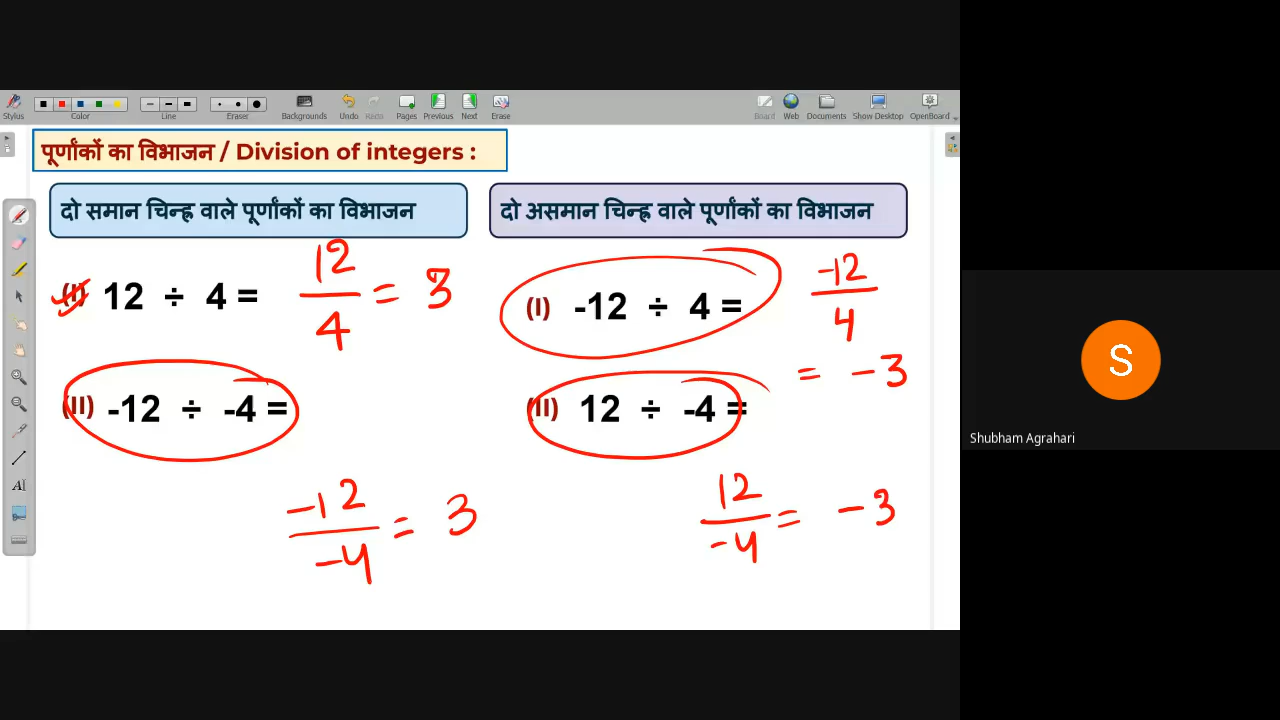 Stylus Color Line Eraser Backgrounds Undo Redo Pages Previous Next Erase Board Web Documents Show Desktop OpenBoard
पूर्णांकों का विभाजन / Division of integers :
दो समान चिन्ह्र वाले पूर्णांकों का विभाजन
दो असमान चिन्ह्र वाले पूर्णांकों का विभाजन
(I) 12 ÷ 4 = 12/4 = 3
(I) -12 ÷ 4 = -12/4
= -3
(II) -12 ÷ -4 =
(II) 12 ÷ -4 =
-12/-4 = 3
12/-4 = -3
S
Shubham Agrahari